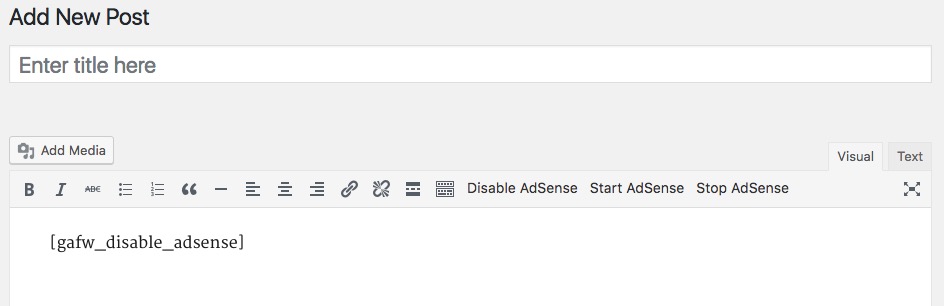 Add New Post
Enter title here
Add Media
Visual Text
B I ABC Disable AdSense Start AdSense Stop AdSense
[gafw_disable_adsense]